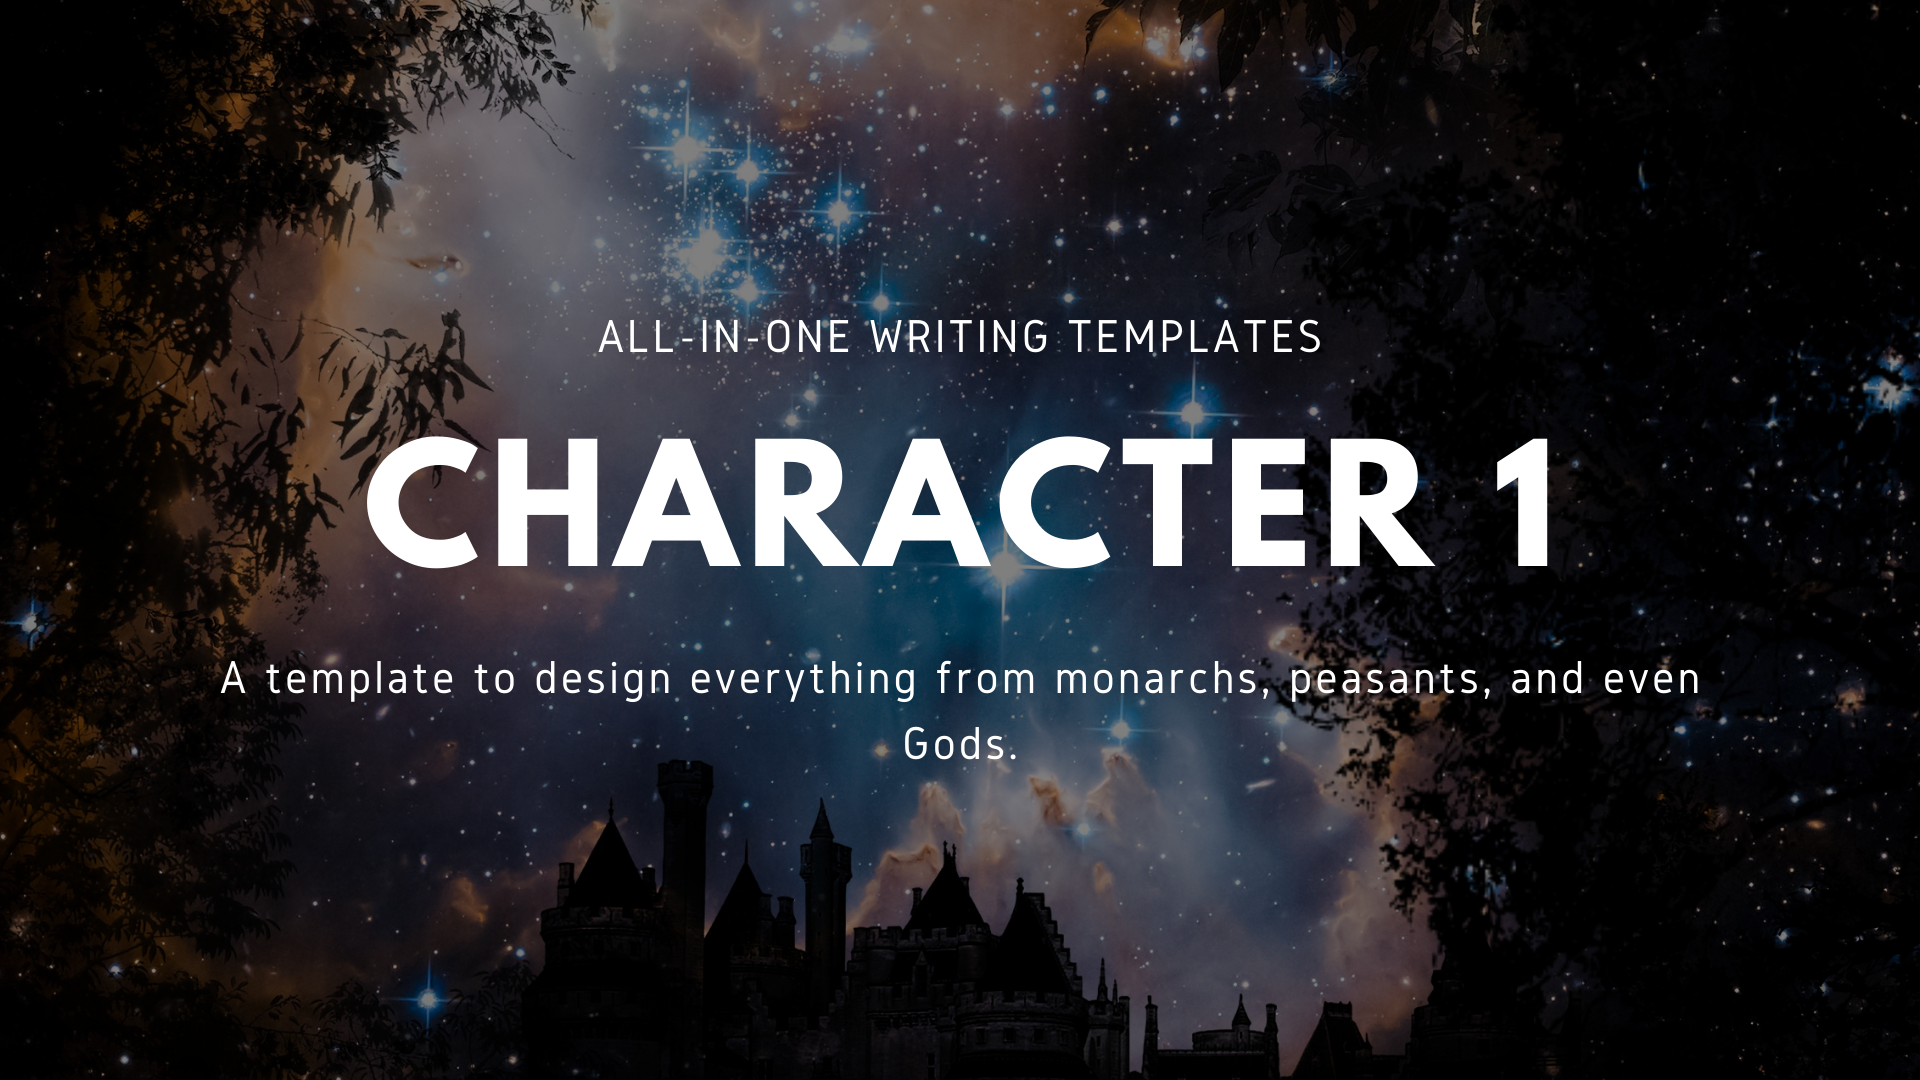 ALL-IN-ONE WRITING TEMPLATES
CHARACTER 1
A template to design everything from monarchs, peasants, and even
Gods.